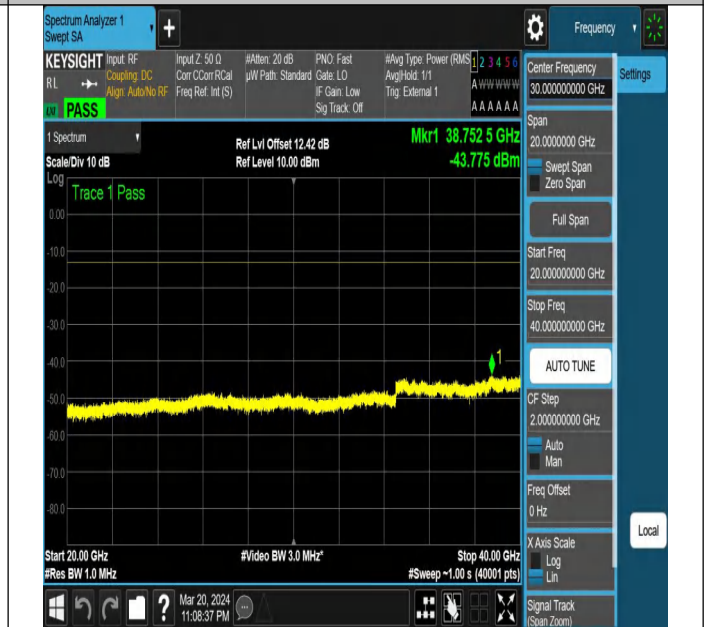 Spectrum Analyzer 1
Swept SA
Frequency
KEYSIGHT Input: RF
RL
Coupling: DC
Align: Auto/No RF
PASS
Input Z: 50 Ω
Corr CCorr RCal
Freq Ref: Int (S)
#Atten: 20 dB
µW Path: Standard
PNO: Fast
Gate: LO
IF Gain: Low
Sig Track: Off
#Avg Type: Power (RMS
Avg|Hold: 1/1
Trig: External 1
1 2 3 4 5 6
A W W W W W
A A A A A A
Center Frequency
30.000000000 GHz
Settings
1 Spectrum
Scale/Div 10 dB
Ref Lvl Offset 12.42 dB
Ref Level 10.00 dBm
Mkr1 38.752 5 GHz
-43.775 dBm
Log
Trace 1 Pass
0.00
-10.0
-20.0
-30.0
-40.0
-50.0
-60.0
-70.0
-80.0
1
Start 20.00 GHz
#Res BW 1.0 MHz
#Video BW 3.0 MHz*
Stop 40.00 GHz
#Sweep ~1.00 s (40001 pts)
Span
20.0000000 GHz
Swept Span
Zero Span
Full Span
Start Freq
20.000000000 GHz
Stop Freq
40.000000000 GHz
AUTO TUNE
CF Step
2.000000000 GHz
Auto
Man
Freq Offset
0 Hz
X Axis Scale
Log
Lin
Local
Signal Track
(Span Zoom)
Mar 20, 2024
11:08:37 PM